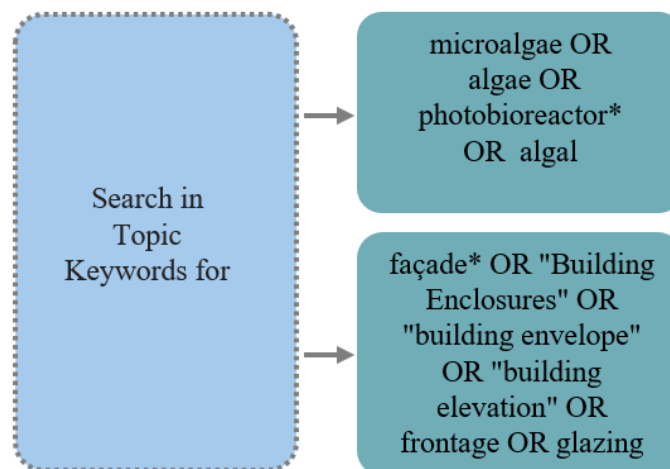 Search in
Topic
Keywords for
microalgae OR
algae OR
photobioreactor*
OR algal
façade* OR "Building
Enclosures" OR
"building envelope"
OR "building
elevation" OR
frontage OR glazing